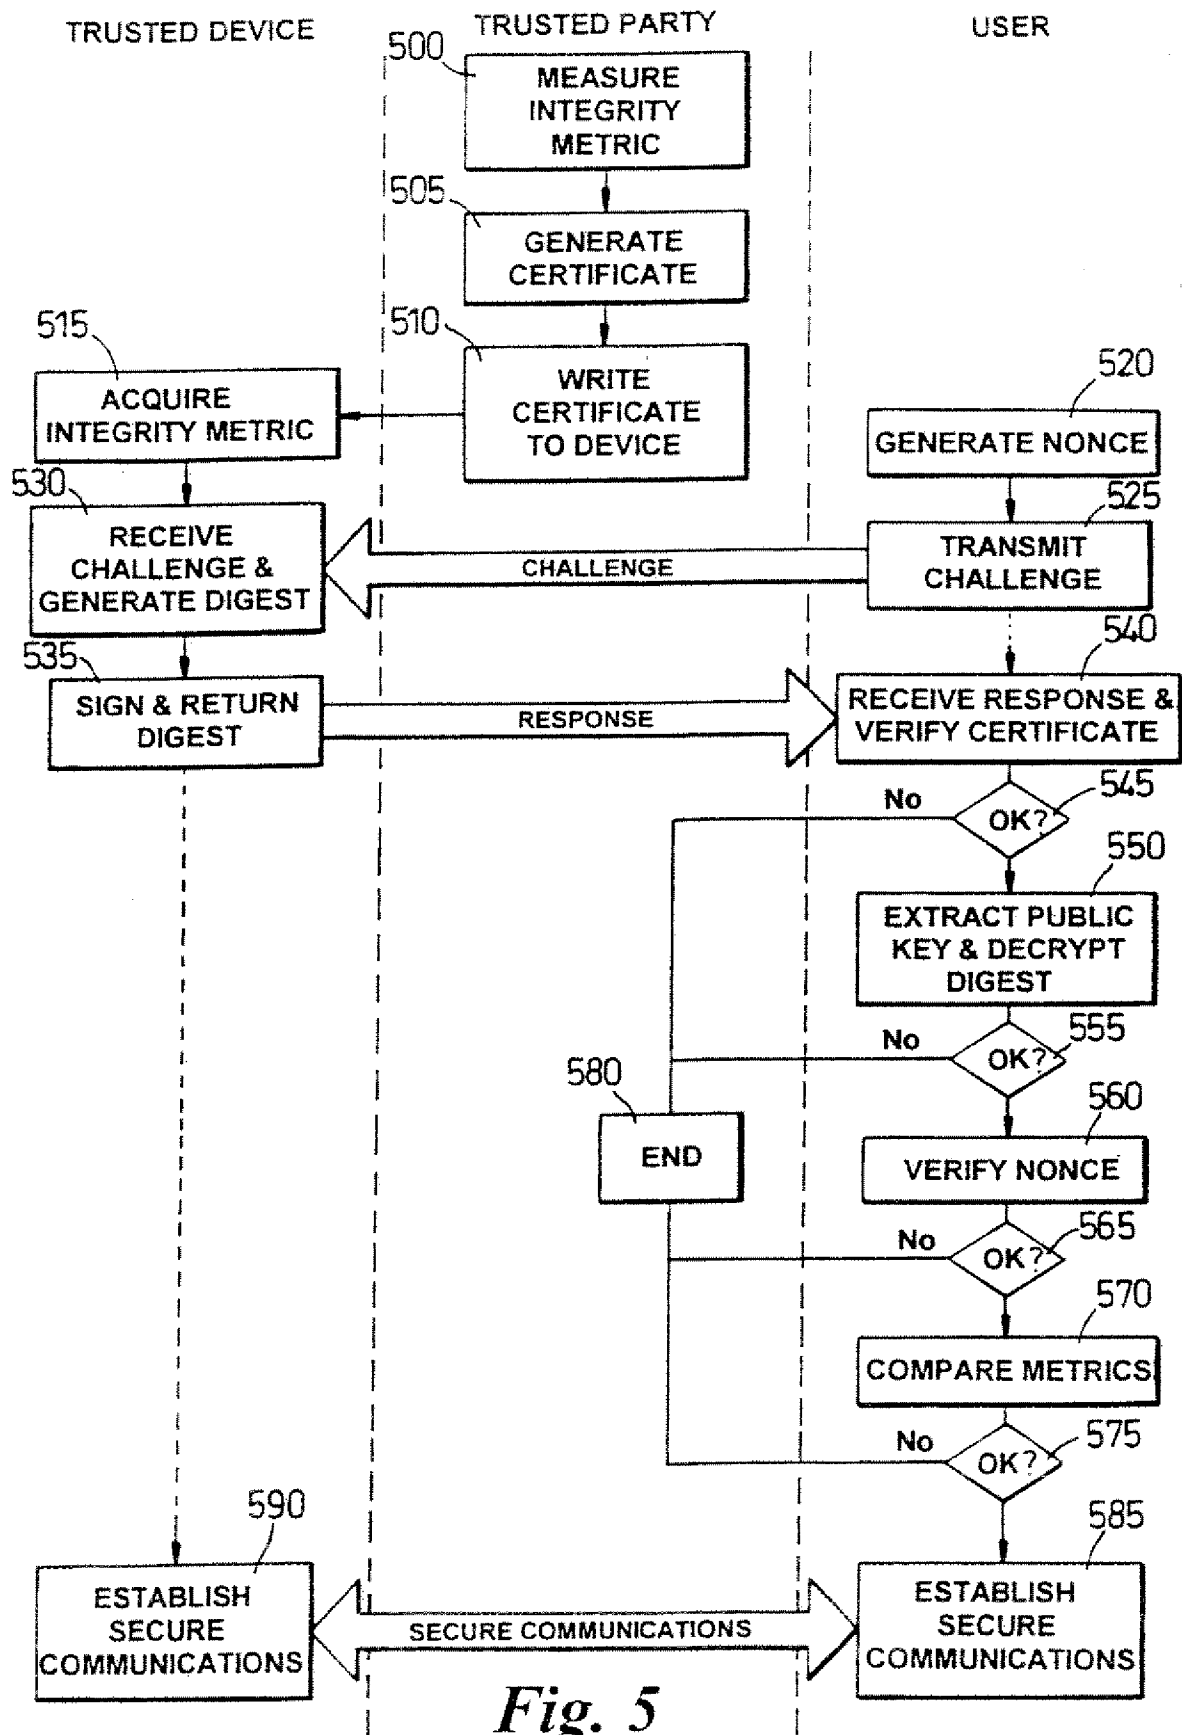 TRUSTED DEVICE
TRUSTED PARTY
USER
500
MEASURE
INTEGRITY
METRIC
505
GENERATE
CERTIFICATE
510
WRITE
CERTIFICATE
TO DEVICE
515
ACQUIRE
INTEGRITY METRIC
520
GENERATE NONCE
525
TRANSMIT
CHALLENGE
CHALLENGE
530
RECEIVE
CHALLENGE &
GENERATE DIGEST
535
SIGN & RETURN
DIGEST
RESPONSE
540
RECEIVE RESPONSE &
VERIFY CERTIFICATE
545
OK?
No
550
EXTRACT PUBLIC
KEY & DECRYPT
DIGEST
555
OK?
No
580
END
560
VERIFY NONCE
565
OK?
No
570
COMPARE METRICS
575
OK?
No
590
ESTABLISH
SECURE
COMMUNICATIONS
SECURE COMMUNICATIONS
585
ESTABLISH
SECURE
COMMUNICATIONS
Fig. 5